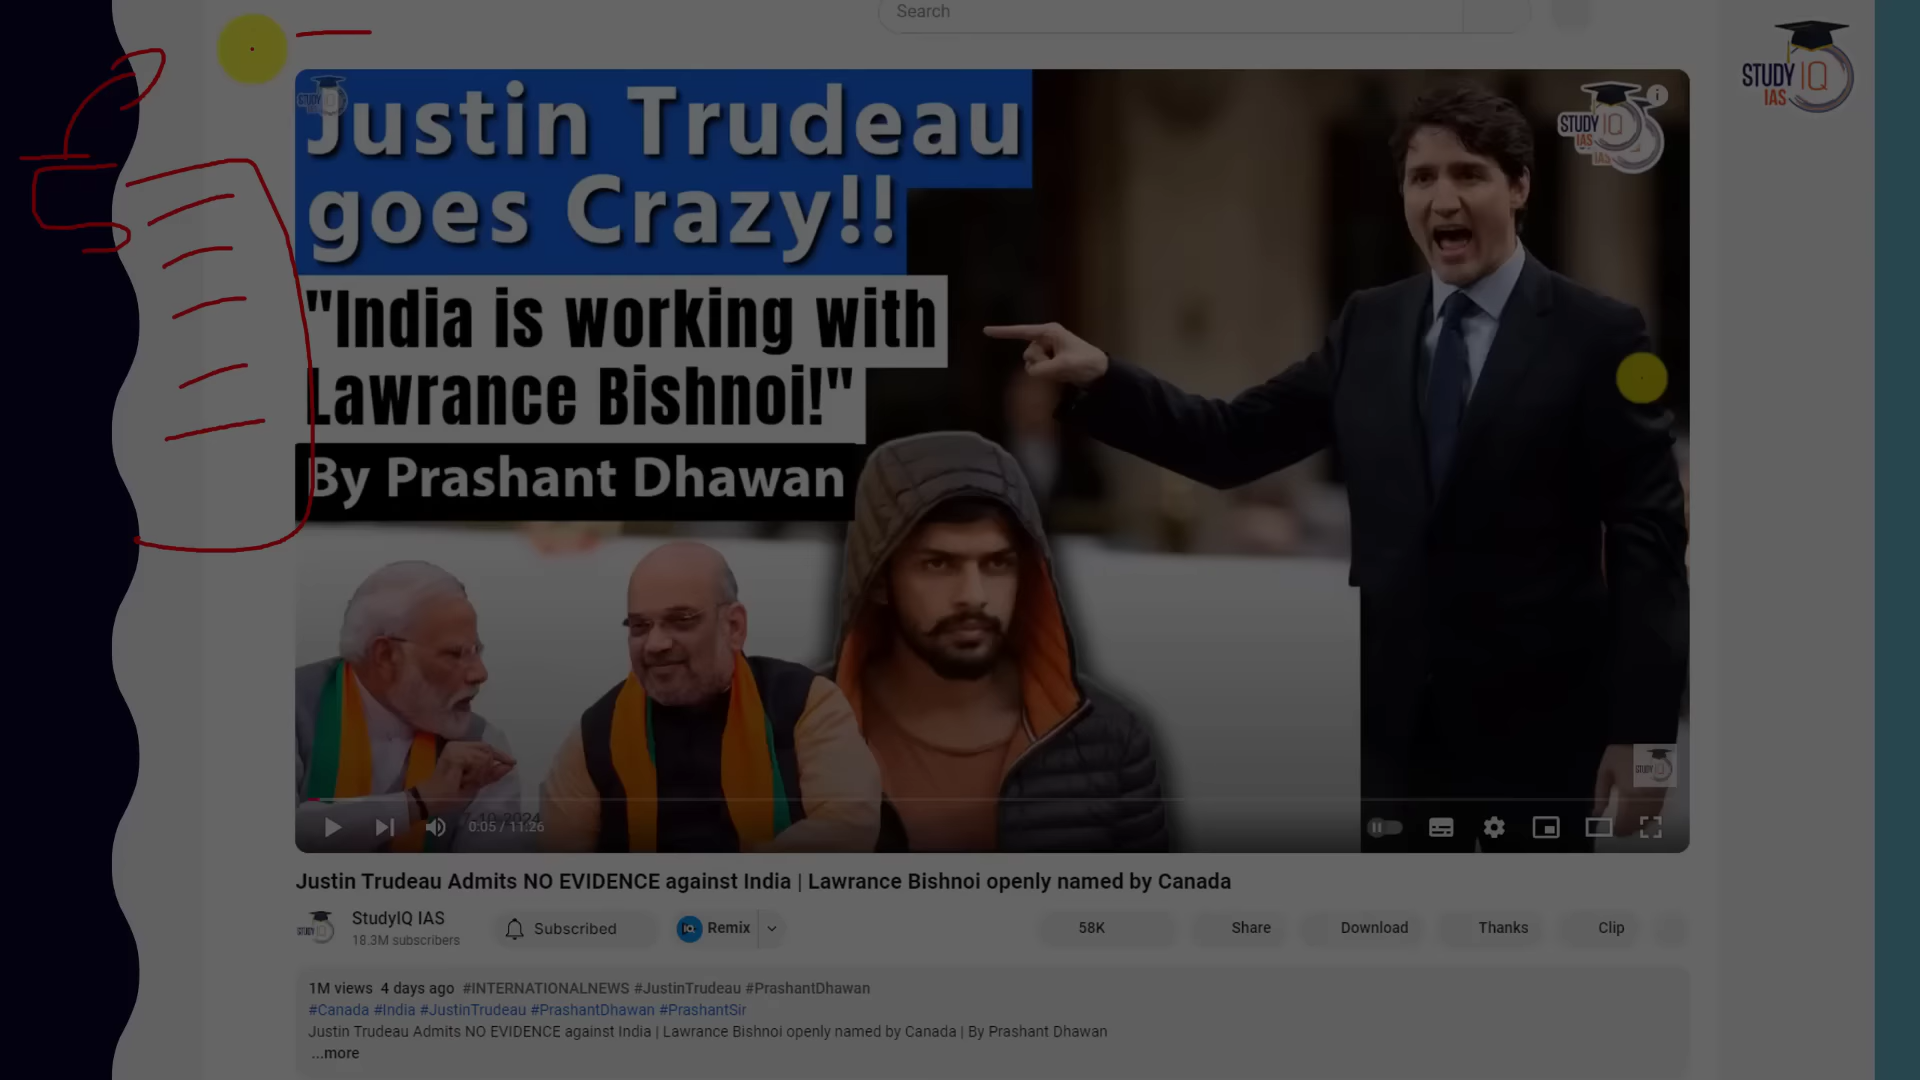 Search
STUDY IQ
IAS
STUDY IQ
IAS
Justin Trudeau
goes Crazy!!
"India is working with
Lawrance Bishnoi!"
By Prashant Dhawan
0:05 / 11:26
Justin Trudeau Admits NO EVIDENCE against India | Lawrance Bishnoi openly named by Canada
StudyIQ IAS
18.3M subscribers
Subscribed
IQ
Remix
58K
Share
Download
Thanks
Clip
1M views 4 days ago #INTERNATIONALNEWS #JustinTrudeau #PrashantDhawan
#Canada #India #JustinTrudeau #PrashantDhawan #PrashantSir
Justin Trudeau Admits NO EVIDENCE against India | Lawrance Bishnoi openly named by Canada | By Prashant Dhawan
...more